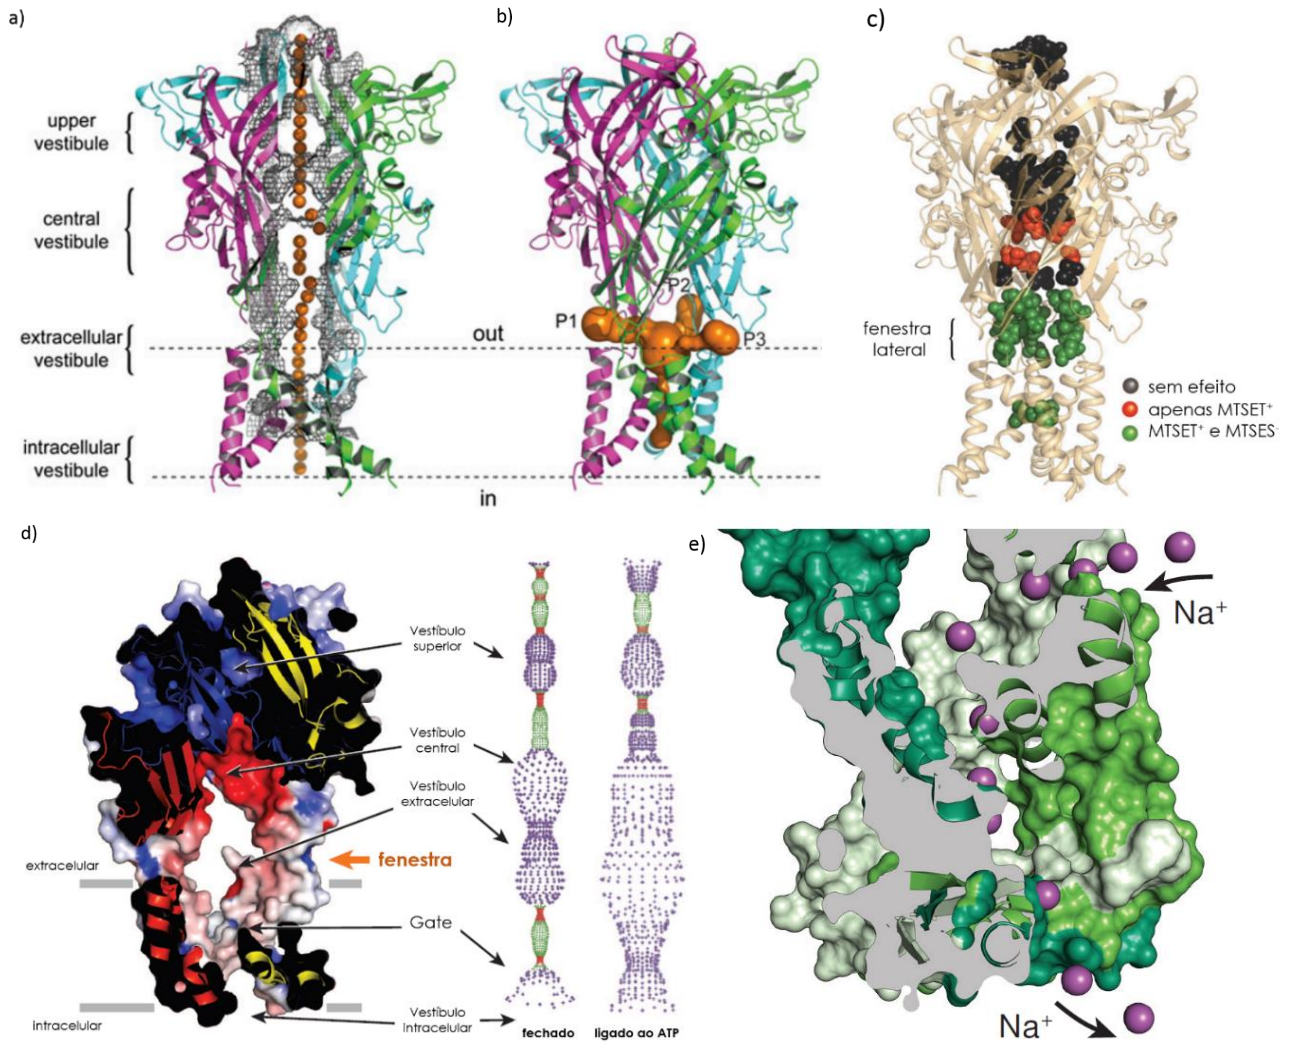 a)
upper
vestibule
central
vestibule
extracellular
vestibule
intracellular
vestibule
out
in
b)
P1
P2
P3
c)
fenestra
lateral
sem efeito
apenas MTSET⁺
MTSET⁺ e MTSES⁻
d)
Vestíbulo
superior
Vestíbulo
central
Vestíbulo
extracelular
fenestra
extracelular
Gate
Vestíbulo
intracelular
intracelular
fechado
ligado ao ATP
e)
Na⁺
Na⁺